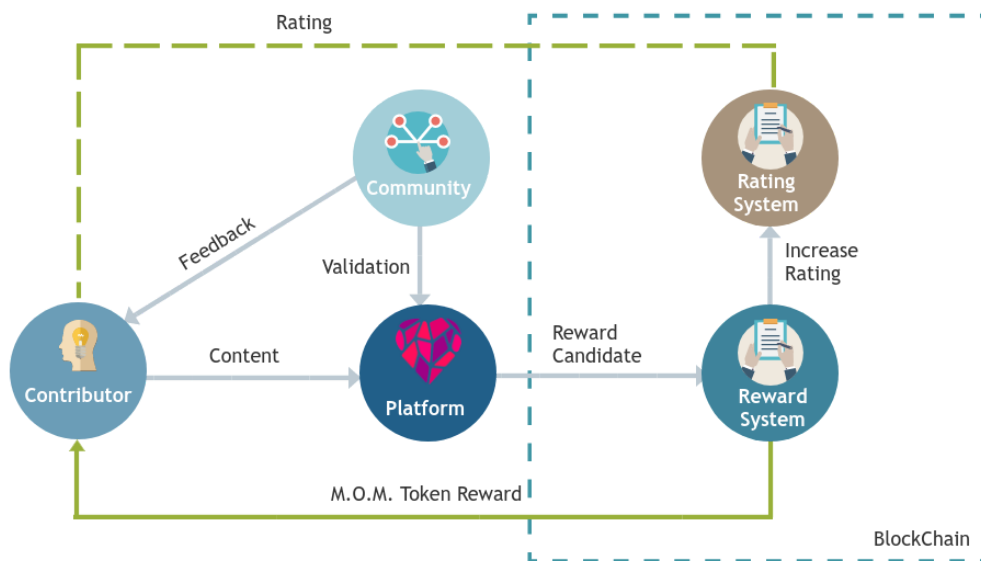 Rating
Community
Rating
System
Feedback
Validation
Increase
Rating
Content
Reward
Candidate
Contributor
Platform
Reward
System
M.O.M. Token Reward
BlockChain